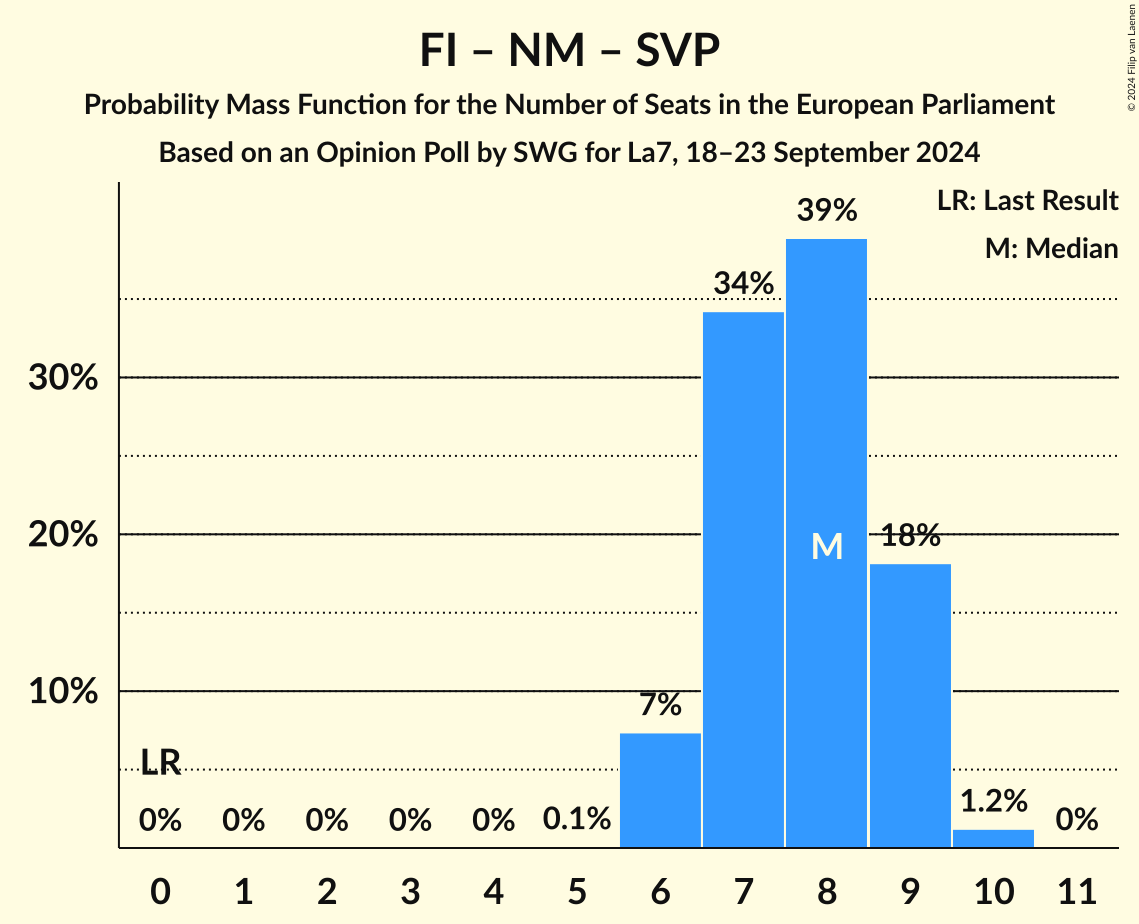 FI – NM – SVP
Probability Mass Function for the Number of Seats in the European Parliament
Based on an Opinion Poll by SWG for La7, 18–23 September 2024
© 2024 Filip van Laenen
LR: Last Result
M: Median
39%
34%
30%
20%
18%
M
10%
7%
LR
0%
0%
0%
0%
0%
0.1%
1.2%
0%
0 1 2 3 4 5 6 7 8 9 10 11